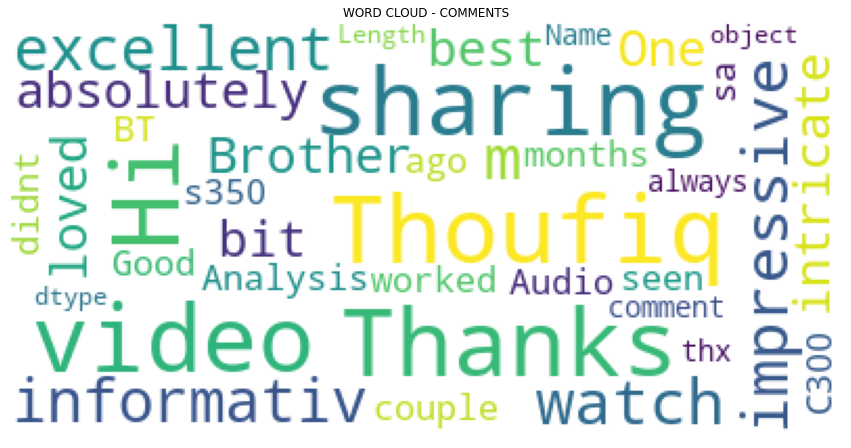 WORD CLOUD - COMMENTS
excellent
Length
best
Name
One
object
absolutely
sharing
sa
impressive
intricate
BT
Hi
Brother
ago
m
months
didnt
loved
s350
always
Thoufiq
bit
Good
Analysis
worked
Audio
seen
dtype
comment
video
Thanks
thx
C300
informativ
couple
watch